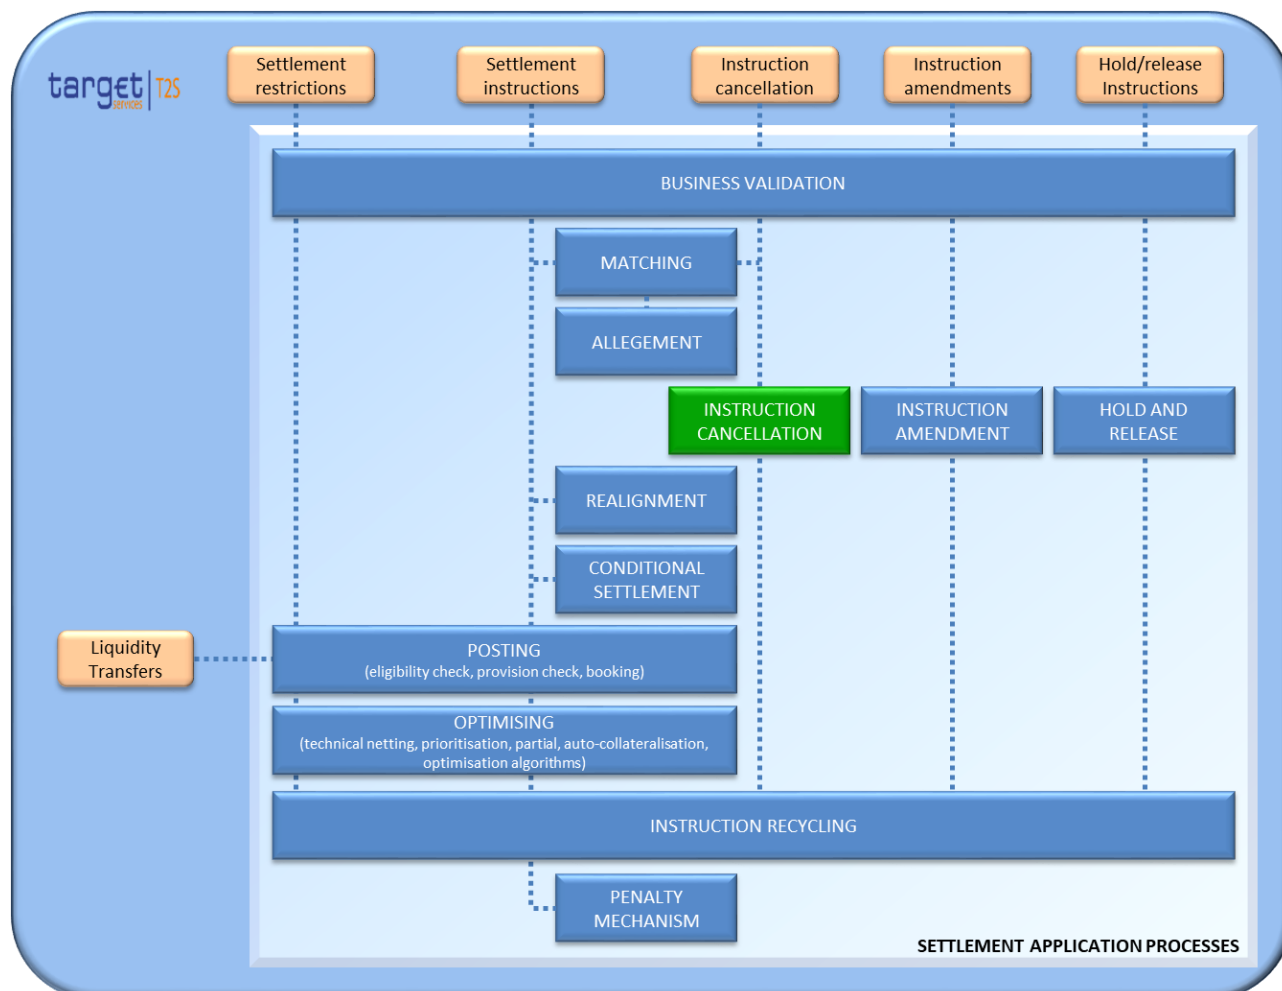 Settlement
restrictions
Settlement
instructions
Instruction
cancellation
Instruction
amendments
Hold/release
Instructions
target T2S
services
BUSINESS VALIDATION
MATCHING
ALLEGEMENT
INSTRUCTION
CANCELLATION
INSTRUCTION
AMENDMENT
HOLD AND
RELEASE
REALIGNMENT
CONDITIONAL
SETTLEMENT
Liquidity
Transfers
POSTING
(eligibility check, provision check, booking)
OPTIMISING
(technical netting, prioritisation, partial, auto-collateralisation,
optimisation algorithms)
INSTRUCTION RECYCLING
PENALTY
MECHANISM
SETTLEMENT APPLICATION PROCESSES